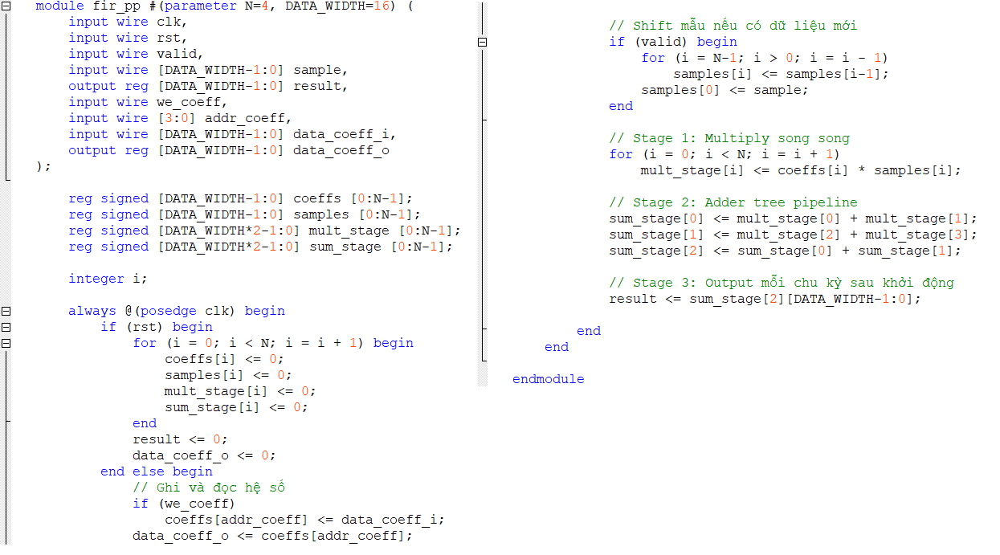 module fir_pp #(parameter N=4, DATA_WIDTH=16) (
    input wire clk,
    input wire rst,
    input wire valid,
    input wire [DATA_WIDTH-1:0] sample,
    output reg [DATA_WIDTH-1:0] result,
    input wire we_coeff,
    input wire [3:0] addr_coeff,
    input wire [DATA_WIDTH-1:0] data_coeff_i,
    output reg [DATA_WIDTH-1:0] data_coeff_o
);
    reg signed [DATA_WIDTH-1:0] coeffs [0:N-1];
    reg signed [DATA_WIDTH-1:0] samples [0:N-1];
    reg signed [DATA_WIDTH*2-1:0] mult_stage [0:N-1];
    reg signed [DATA_WIDTH*2-1:0] sum_stage [0:N-1];
    integer i;
    always @(posedge clk) begin
        if (rst) begin
            for (i = 0; i < N; i = i + 1) begin
                coeffs[i] <= 0;
                samples[i] <= 0;
                mult_stage[i] <= 0;
                sum_stage[i] <= 0;
            end
            result <= 0;
            data_coeff_o <= 0;
        end else begin
            // Ghi và đọc hệ số
            if (we_coeff)
                coeffs[addr_coeff] <= data_coeff_i;
            data_coeff_o <= coeffs[addr_coeff];
            // Shift mẫu nếu có dữ liệu mới
            if (valid) begin
                for (i = N-1; i > 0; i = i - 1)
                    samples[i] <= samples[i-1];
                samples[0] <= sample;
            end
            // Stage 1: Multiply song song
            for (i = 0; i < N; i = i + 1)
                mult_stage[i] <= coeffs[i] * samples[i];
            // Stage 2: Adder tree pipeline
            sum_stage[0] <= mult_stage[0] + mult_stage[1];
            sum_stage[1] <= mult_stage[2] + mult_stage[3];
            sum_stage[2] <= sum_stage[0] + sum_stage[1];
            // Stage 3: Output mỗi chu kỳ sau khởi động
            result <= sum_stage[2][DATA_WIDTH-1:0];
        end
    end
endmodule